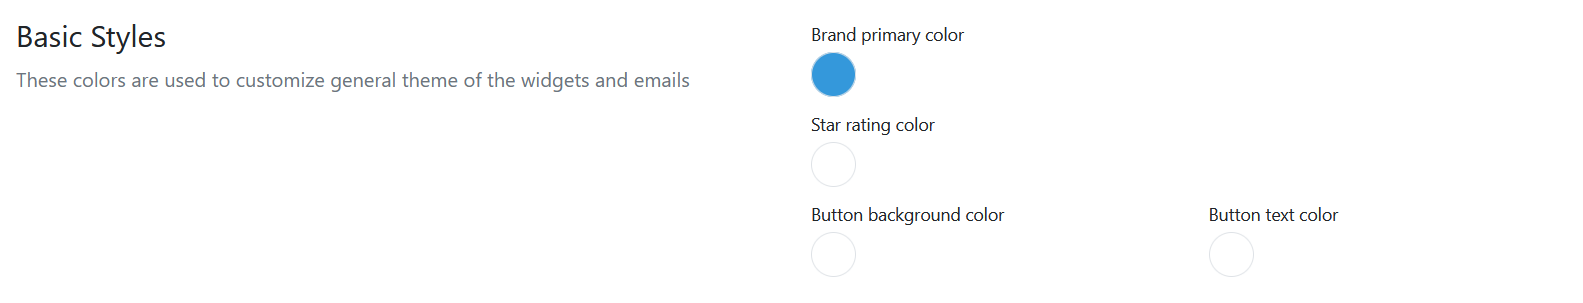 Basic Styles
These colors are used to customize general theme of the widgets and emails
Brand primary color
Star rating color
Button background color
Button text color